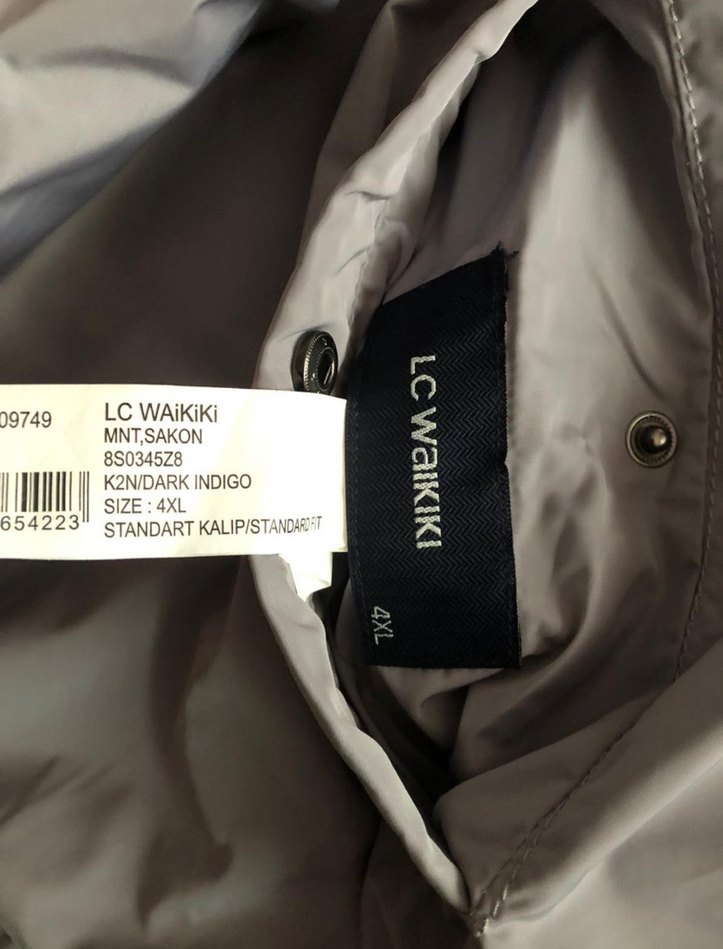 09749
654223
LC WAiKiKi
MNT,SAKON
8S0345Z8
K2N/DARK INDIGO
SIZE : 4XL
STANDART KALIP/STANDARD FIT
LC WaIKIKI
4XL